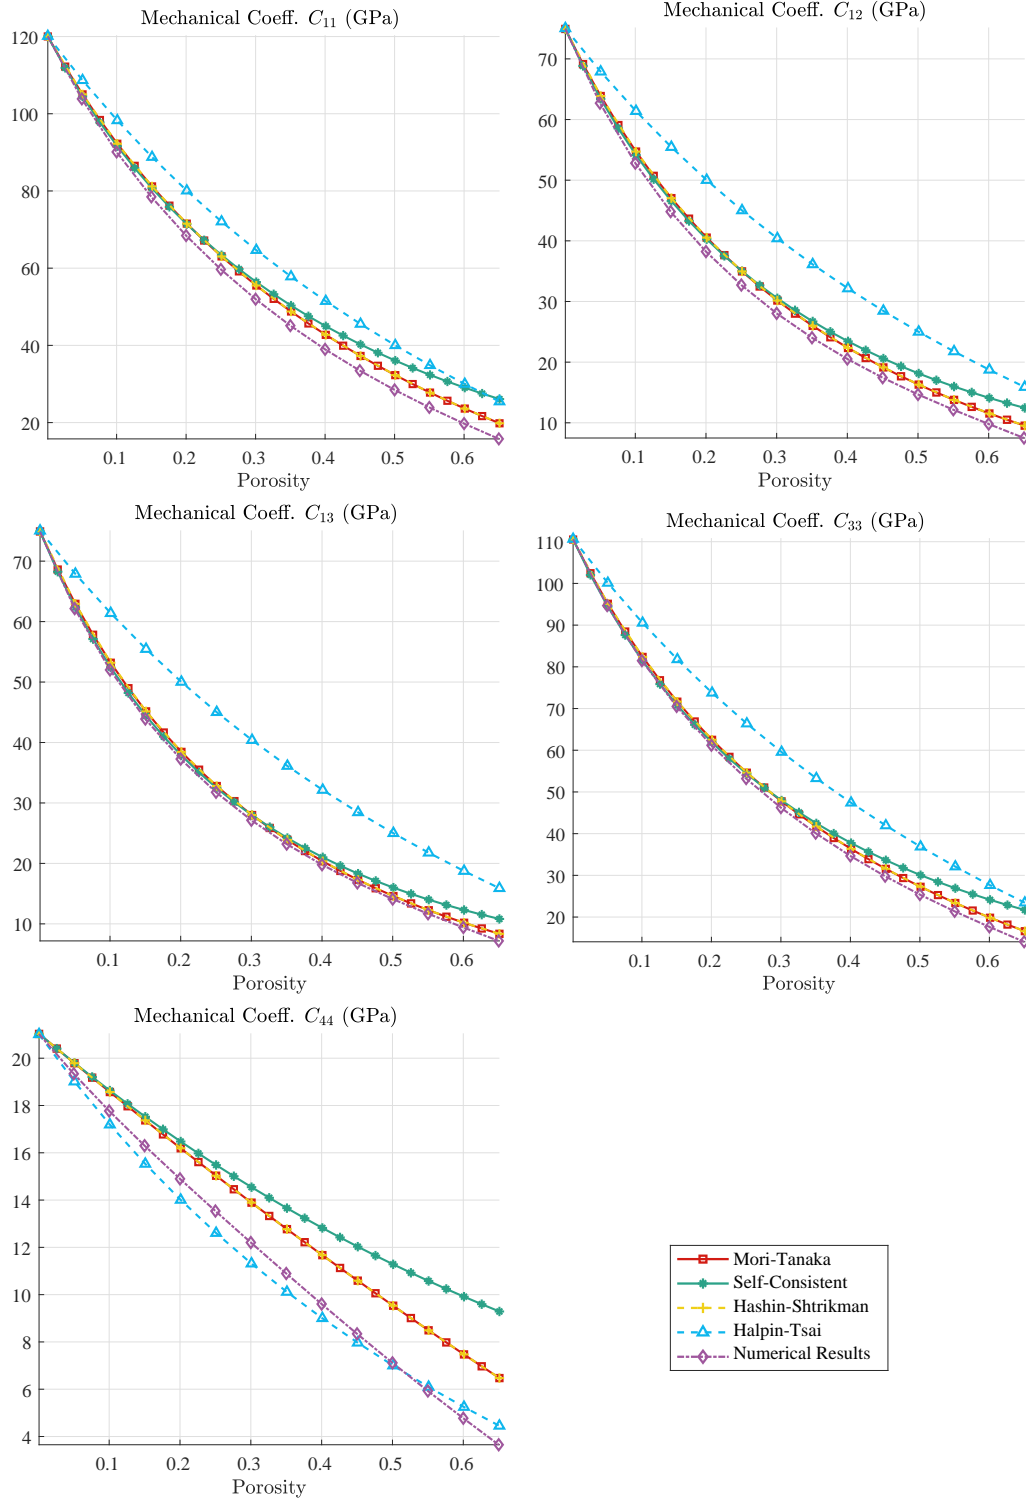 Mechanical Coeff. C₁₁ (GPa)
120
100
80
60
40
20
0.1 0.2 0.3 0.4 0.5 0.6
Porosity
Mechanical Coeff. C₁₂ (GPa)
70
60
50
40
30
20
10
0.1 0.2 0.3 0.4 0.5 0.6
Porosity
Mechanical Coeff. C₁₃ (GPa)
70
60
50
40
30
20
10
0.1 0.2 0.3 0.4 0.5 0.6
Porosity
Mechanical Coeff. C₃₃ (GPa)
110
100
90
80
70
60
50
40
30
20
0.1 0.2 0.3 0.4 0.5 0.6
Porosity
Mechanical Coeff. C₄₄ (GPa)
20
18
16
14
12
10
8
6
4
0.1 0.2 0.3 0.4 0.5 0.6
Porosity
Mori-Tanaka
Self-Consistent
Hashin-Shtrikman
Halpin-Tsai
Numerical Results